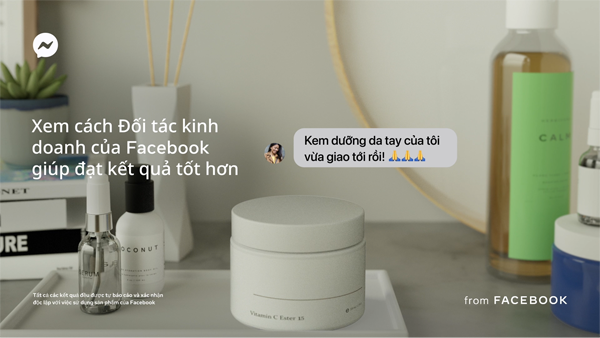 Xem cách Đối tác kinh
doanh của Facebook
giúp đạt kết quả tốt hơn
Kem dưỡng da tay của tôi
vừa giao tới rồi! 🙏🙏🙏
CALM
OCONUT
Vitamin C Ester 15
Tất cả các kết quả đều được tự báo cáo và xác nhận
độc lập với việc sử dụng sản phẩm của Facebook
from FACEBOOK